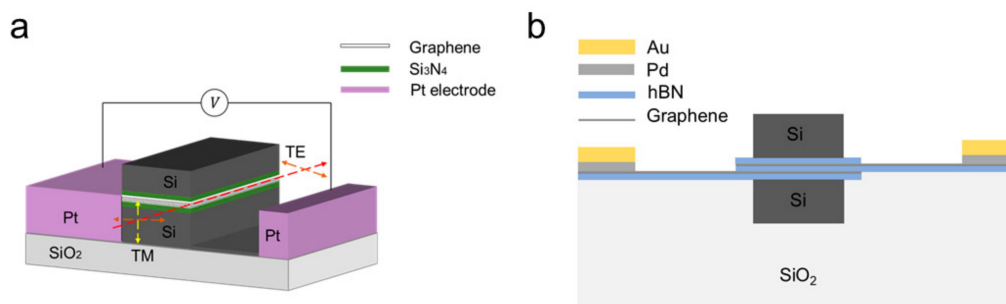 a
Graphene
Si₃N₄
Pt electrode
V
TE
Si
Pt
Si
Pt
SiO₂
TM
b
Au
Pd
hBN
Graphene
Si
Si
SiO₂